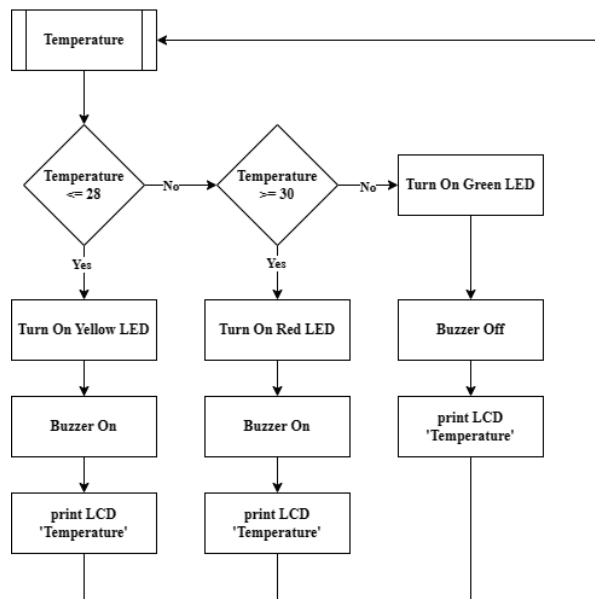 Temperature
Temperature
<= 28
No
Temperature
>= 30
No
Turn On Green LED
Yes
Yes
Turn On Yellow LED
Turn On Red LED
Buzzer Off
Buzzer On
Buzzer On
print LCD
'Temperature'
print LCD
'Temperature'
print LCD
'Temperature'